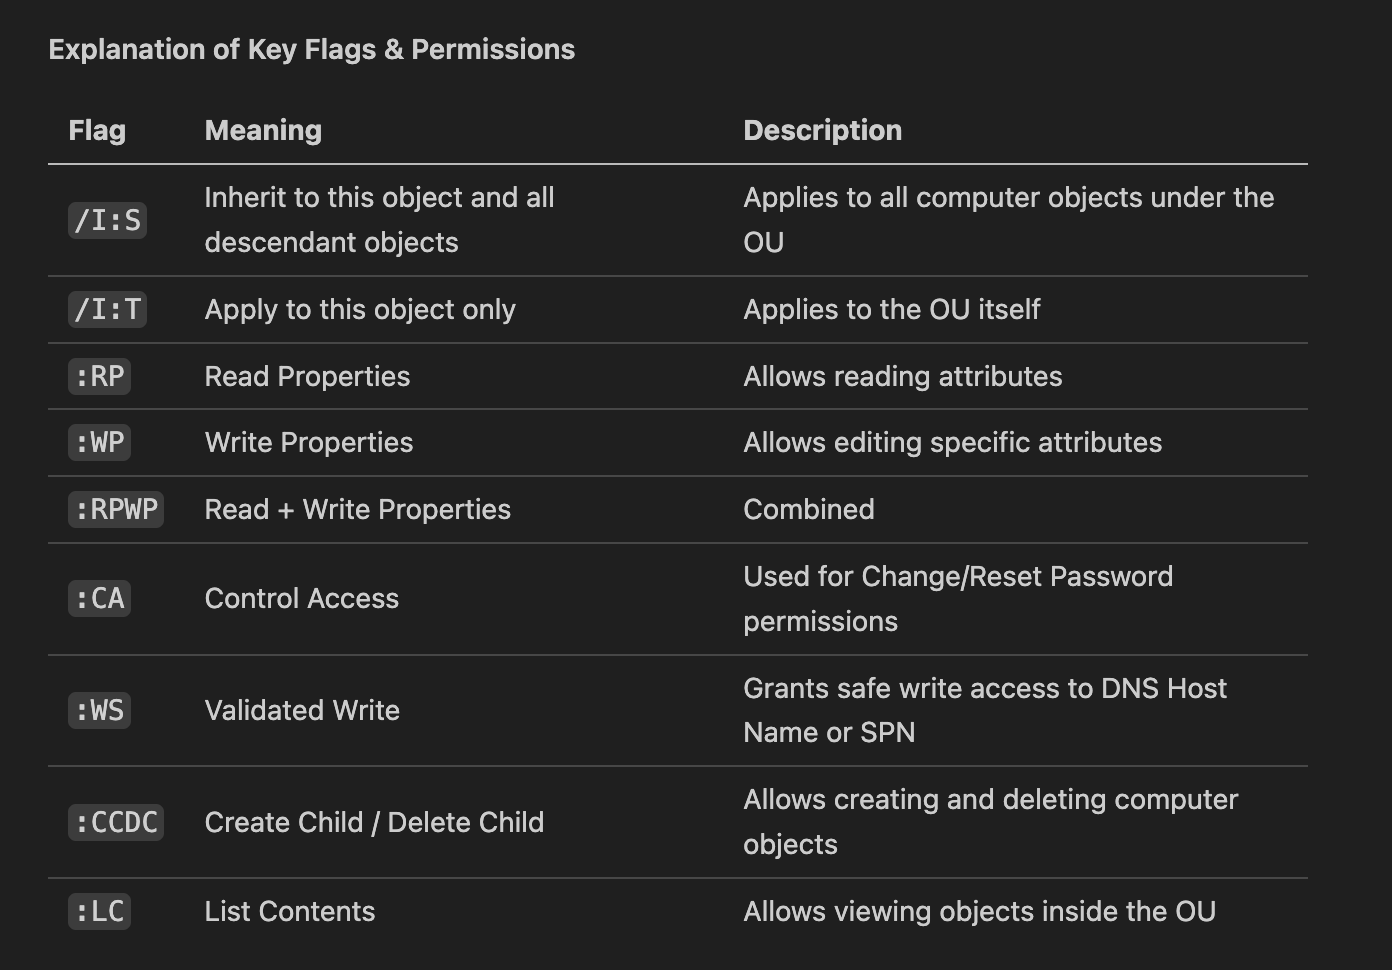 Explanation of Key Flags & Permissions
Flag Meaning Description
/I:S Inherit to this object and all descendant objects Applies to all computer objects under the OU
/I:T Apply to this object only Applies to the OU itself
:RP Read Properties Allows reading attributes
:WP Write Properties Allows editing specific attributes
:RPWP Read + Write Properties Combined
:CA Control Access Used for Change/Reset Password permissions
:WS Validated Write Grants safe write access to DNS Host Name or SPN
:CCDC Create Child / Delete Child Allows creating and deleting computer objects
:LC List Contents Allows viewing objects inside the OU